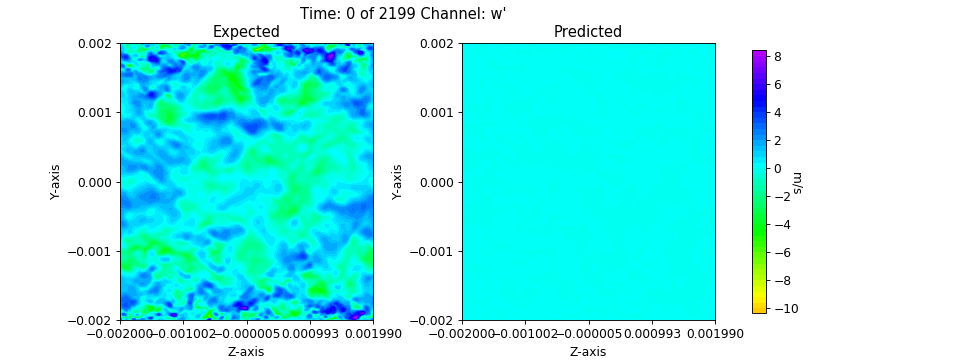 Time: 0 of 2199 Channel: w'
Expected
Predicted
0.002
0.001
0.000
−0.001
−0.002
Y-axis
−0.002000 −0.001002 −0.000005 0.000993 0.001990
Z-axis
0.002
0.001
0.000
−0.001
−0.002
Y-axis
−0.002000 −0.001002 −0.000005 0.000993 0.001990
Z-axis
8
6
4
2
0
−2
−4
−6
−8
−10
m/s